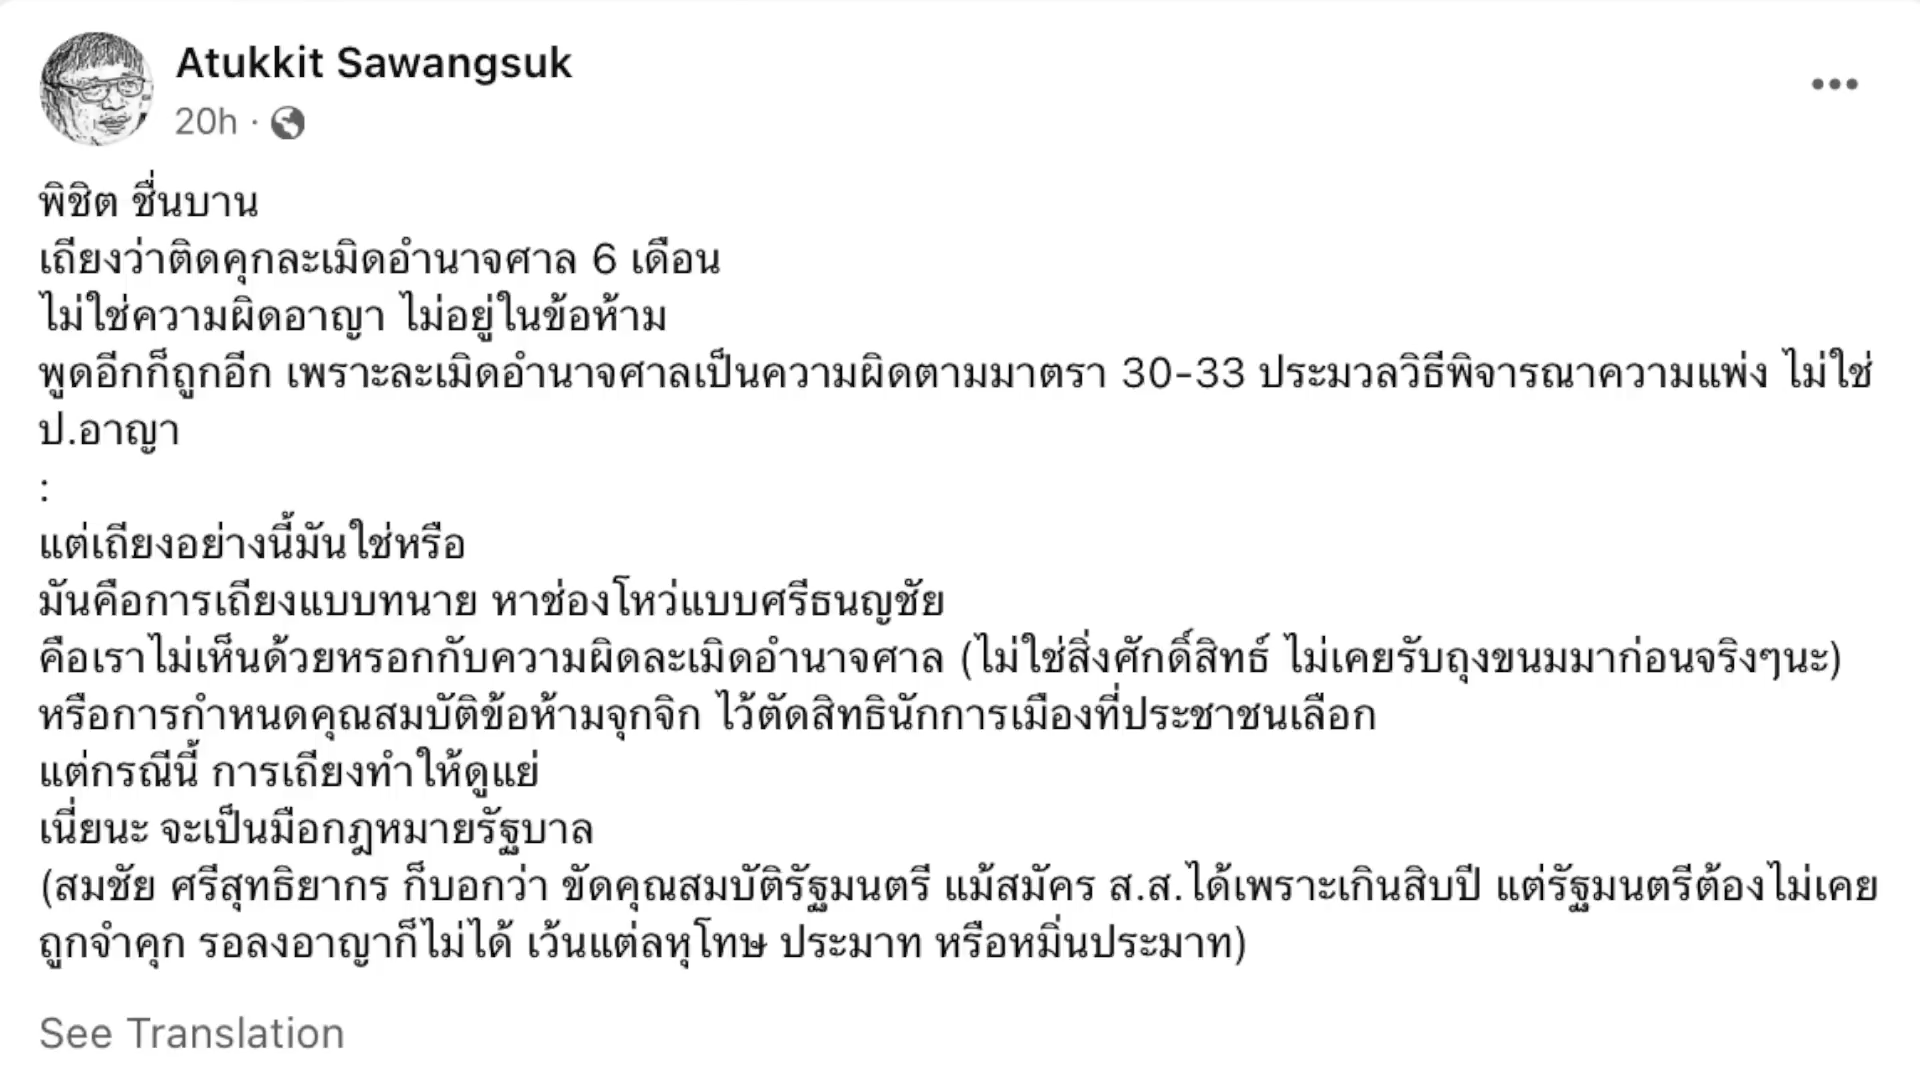 Atukkit Sawangsuk
20h ·
พิชิต ชื่นบาน
เถียงว่าติดคุกละเมิดอำนาจศาล 6 เดือน
ไม่ใช่ความผิดอาญา ไม่อยู่ในข้อห้าม
พูดอีกก็ถูกอีก เพราะละเมิดอำนาจศาลเป็นความผิดตามมาตรา 30-33 ประมวลวิธีพิจารณาความแพ่ง ไม่ใช่
ป.อาญา
:
แต่เถียงอย่างนี้มันใช่หรือ
มันคือการเถียงแบบทนาย หาช่องโหว่แบบศรีธนญชัย
คือเราไม่เห็นด้วยหรอกกับความผิดละเมิดอำนาจศาล (ไม่ใช่สิ่งศักดิ์สิทธ์ ไม่เคยรับถุงขนมมาก่อนจริงๆนะ)
หรือการกำหนดคุณสมบัติข้อห้ามจุกจิก ไว้ตัดสิทธินักการเมืองที่ประชาชนเลือก
แต่กรณีนี้ การเถียงทำให้ดูแย่
เนี่ยนะ จะเป็นมือกฎหมายรัฐบาล
(สมชัย ศรีสุทธิยากร ก็บอกว่า ขัดคุณสมบัติรัฐมนตรี แม้สมัคร ส.ส.ได้เพราะเกินสิบปี แต่รัฐมนตรีต้องไม่เคย
ถูกจำคุก รอลงอาญาก็ไม่ได้ เว้นแต่ลหุโทษ ประมาท หรือหมิ่นประมาท)
See Translation